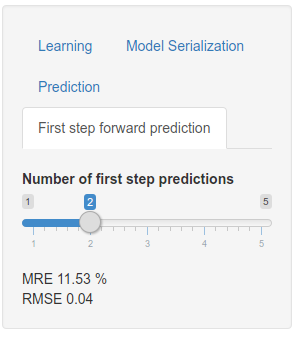 Learning Model Serialization
Prediction
First step forward prediction
Number of first step predictions
1 2 5
1 2 3 4 5
MRE 11.53 %
RMSE 0.04